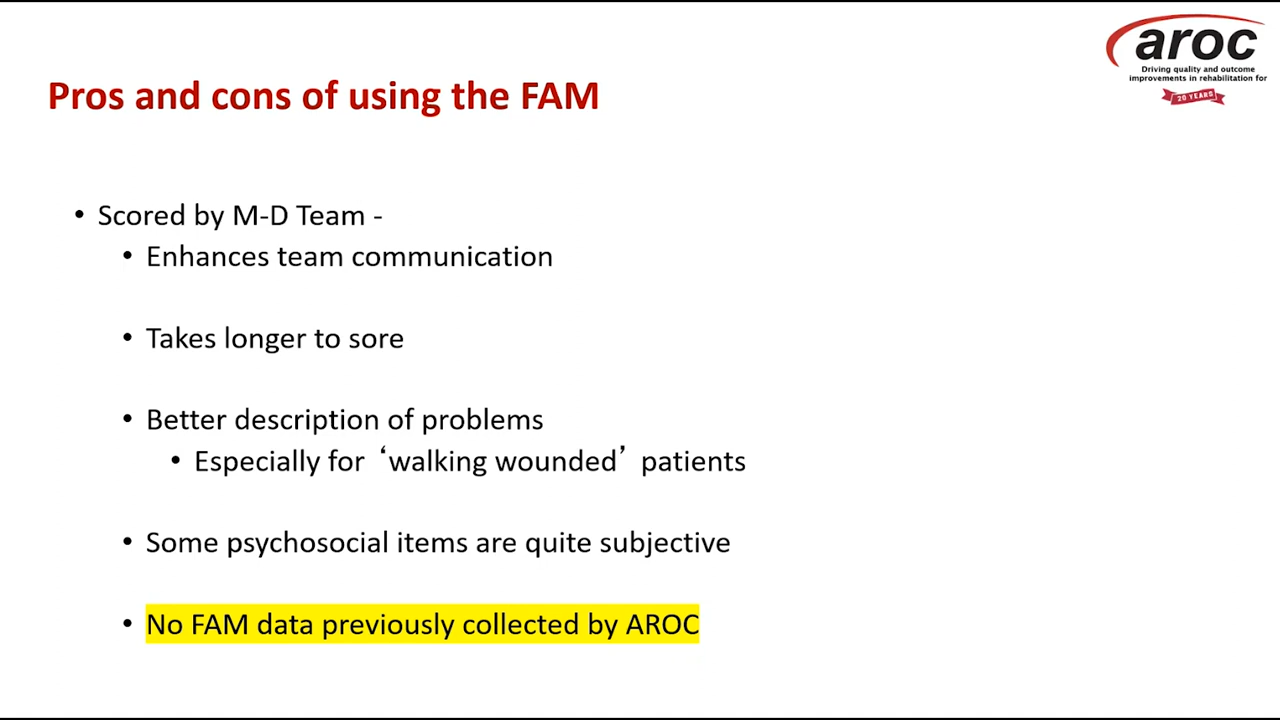 aroc
Driving quality and outcome
improvements in rehabilitation for
20 YEARS
Pros and cons of using the FAM
• Scored by M-D Team -
• Enhances team communication
• Takes longer to sore
• Better description of problems
• Especially for ‘walking wounded’ patients
• Some psychosocial items are quite subjective
• No FAM data previously collected by AROC